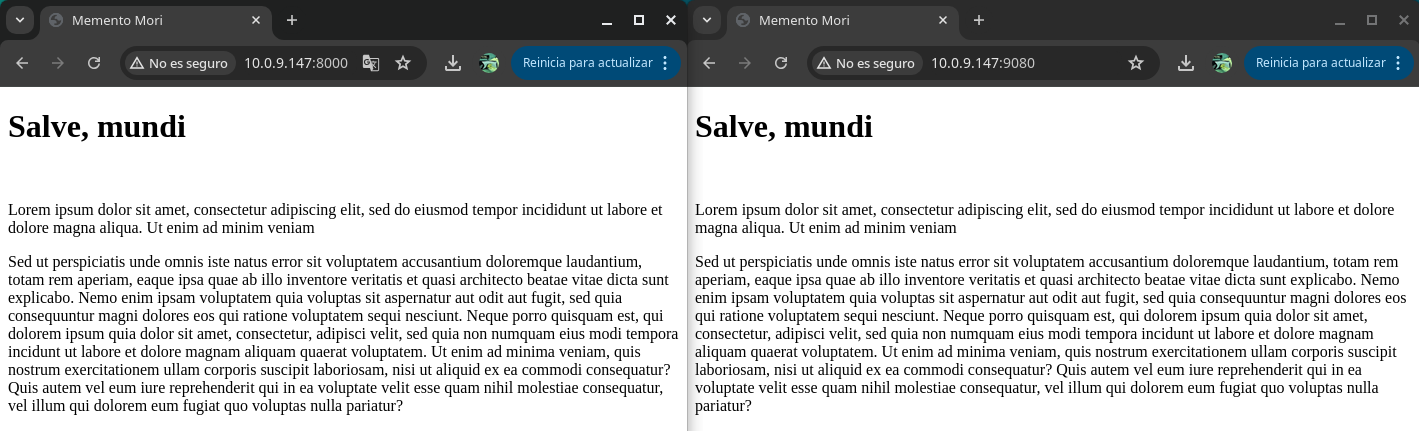 Memento Mori
No es seguro 10.0.9.147:8000 Reinicia para actualizar
Salve, mundi
Lorem ipsum dolor sit amet, consectetur adipiscing elit, sed do eiusmod tempor incididunt ut labore et
dolore magna aliqua. Ut enim ad minim veniam
Sed ut perspiciatis unde omnis iste natus error sit voluptatem accusantium doloremque laudantium,
totam rem aperiam, eaque ipsa quae ab illo inventore veritatis et quasi architecto beatae vitae dicta sunt
explicabo. Nemo enim ipsam voluptatem quia voluptas sit aspernatur aut odit aut fugit, sed quia
consequuntur magni dolores eos qui ratione voluptatem sequi nesciunt. Neque porro quisquam est, qui
dolorem ipsum quia dolor sit amet, consectetur, adipisci velit, sed quia non numquam eius modi tempora
incidunt ut labore et dolore magnam aliquam quaerat voluptatem. Ut enim ad minima veniam, quis
nostrum exercitationem ullam corporis suscipit laboriosam, nisi ut aliquid ex ea commodi consequatur?
Quis autem vel eum iure reprehenderit qui in ea voluptate velit esse quam nihil molestiae consequatur,
vel illum qui dolorem eum fugiat quo voluptas nulla pariatur?
Memento Mori
No es seguro 10.0.9.147:9080 Reinicia para actualizar
Salve, mundi
Lorem ipsum dolor sit amet, consectetur adipiscing elit, sed do eiusmod tempor incididunt ut labore et dolore
magna aliqua. Ut enim ad minim veniam
Sed ut perspiciatis unde omnis iste natus error sit voluptatem accusantium doloremque laudantium, totam rem
aperiam, eaque ipsa quae ab illo inventore veritatis et quasi architecto beatae vitae dicta sunt explicabo. Nemo
enim ipsam voluptatem quia voluptas sit aspernatur aut odit aut fugit, sed quia consequuntur magni dolores eos
qui ratione voluptatem sequi nesciunt. Neque porro quisquam est, qui dolorem ipsum quia dolor sit amet,
consectetur, adipisci velit, sed quia non numquam eius modi tempora incidunt ut labore et dolore magnam
aliquam quaerat voluptatem. Ut enim ad minima veniam, quis nostrum exercitationem ullam corporis suscipit
laboriosam, nisi ut aliquid ex ea commodi consequatur? Quis autem vel eum iure reprehenderit qui in ea
voluptate velit esse quam nihil molestiae consequatur, vel illum qui dolorem eum fugiat quo voluptas nulla
pariatur?